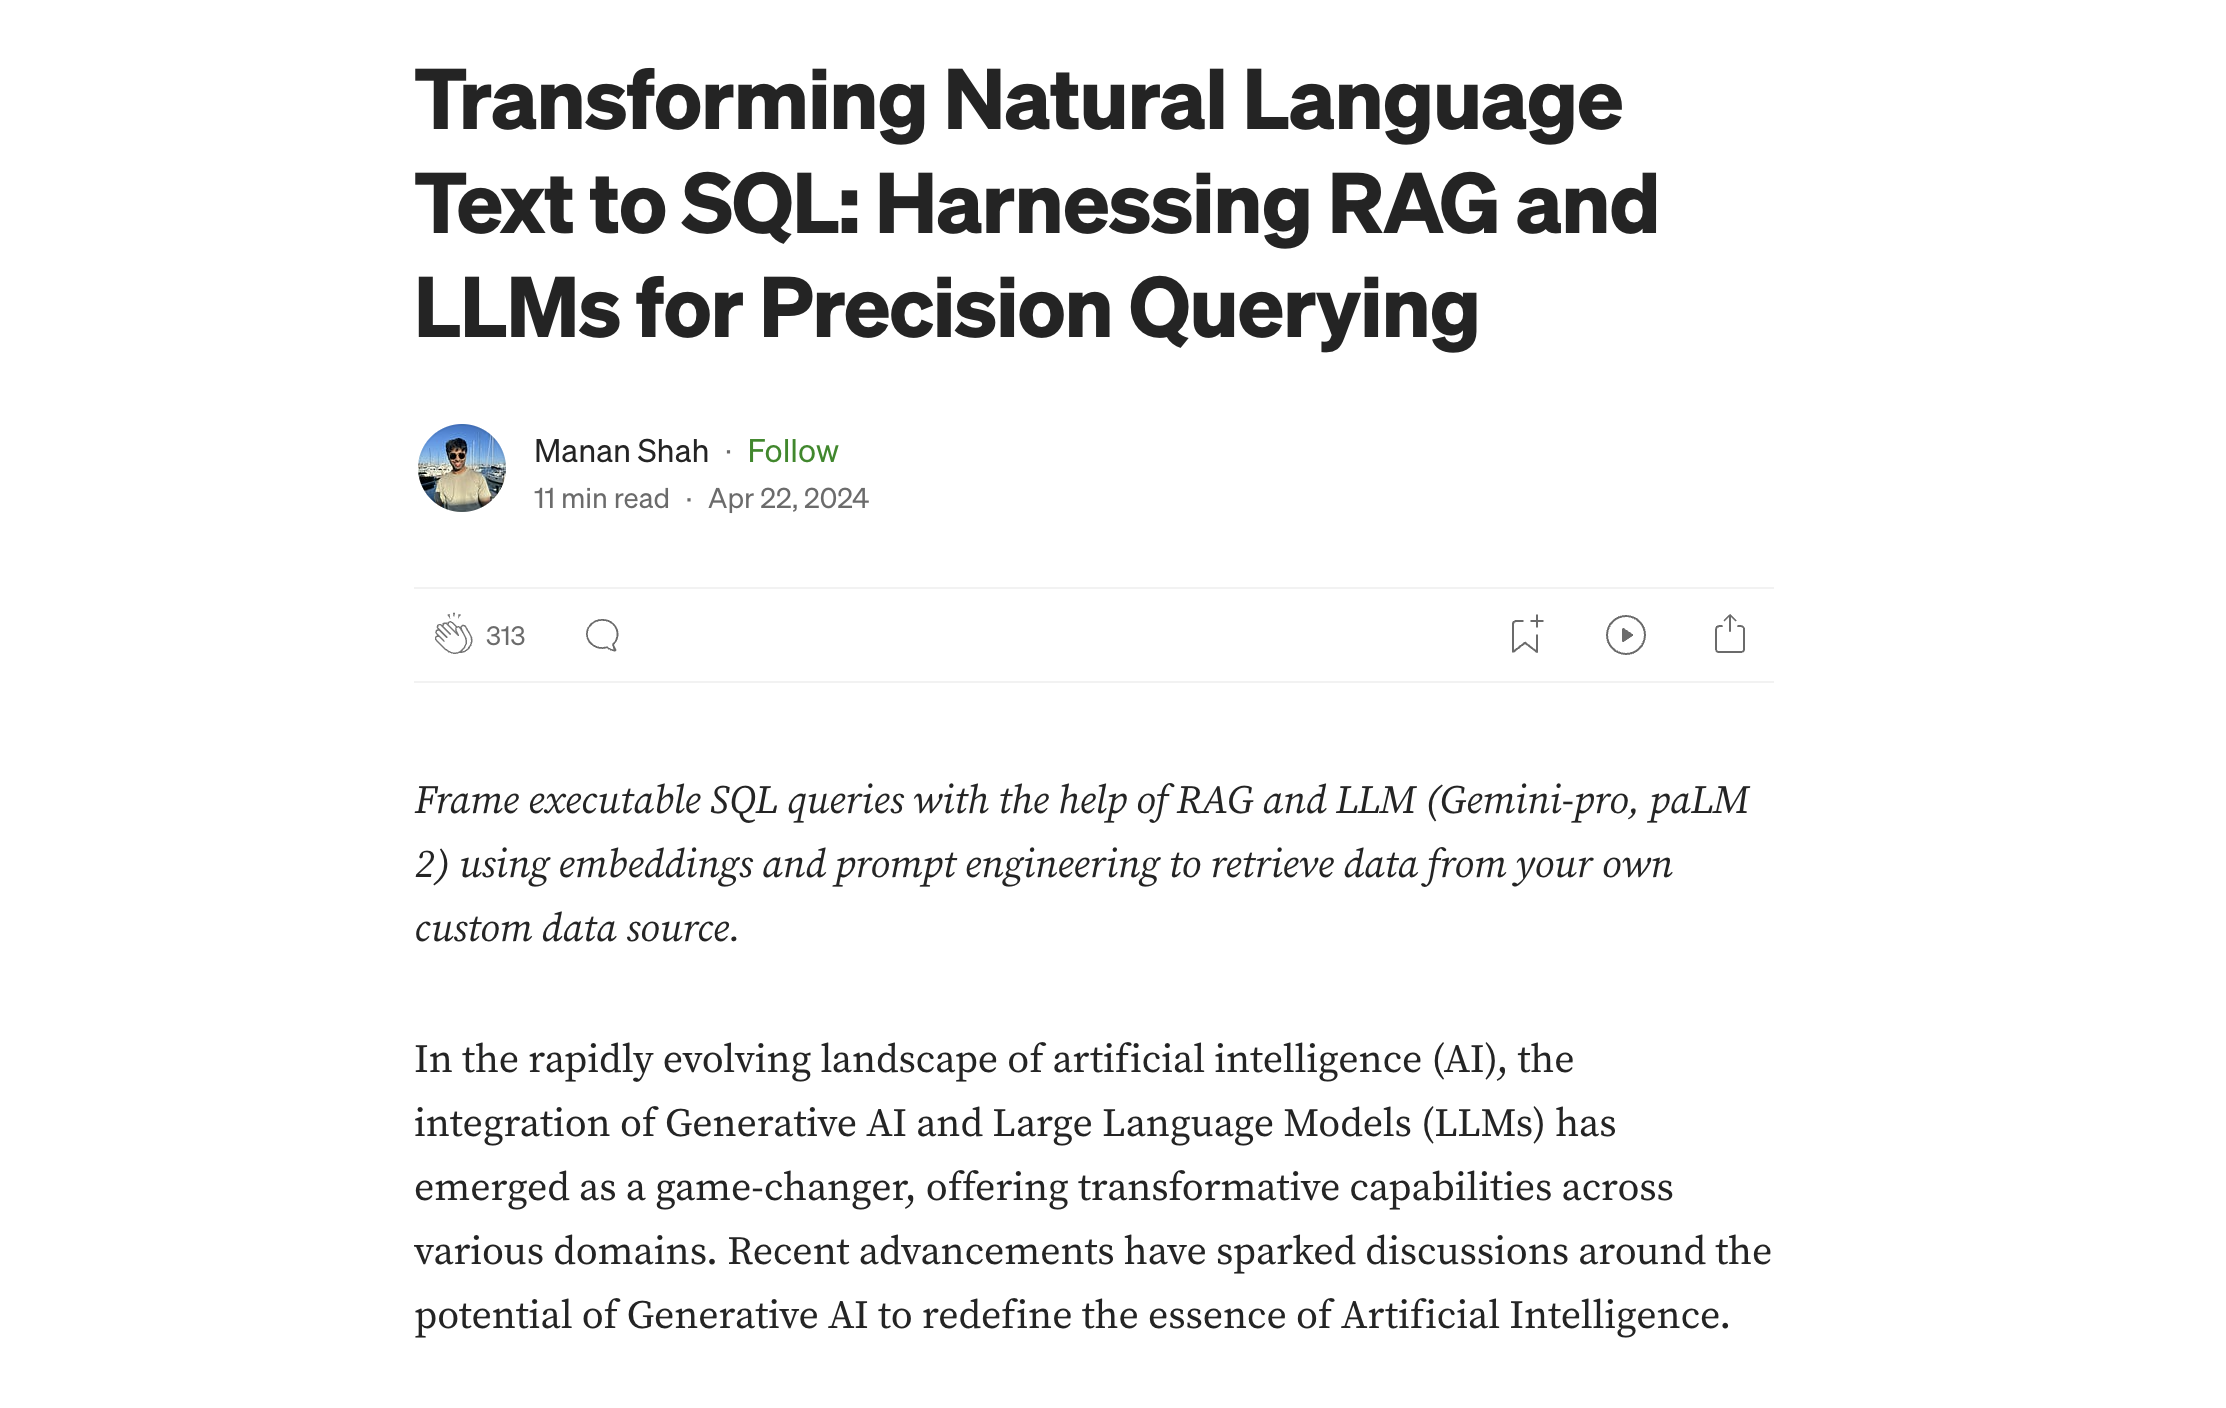 Transforming Natural Language
Text to SQL: Harnessing RAG and
LLMs for Precision Querying
Manan Shah · Follow
11 min read · Apr 22, 2024
313
Frame executable SQL queries with the help of RAG and LLM (Gemini-pro, paLM
2) using embeddings and prompt engineering to retrieve data from your own
custom data source.
In the rapidly evolving landscape of artificial intelligence (AI), the
integration of Generative AI and Large Language Models (LLMs) has
emerged as a game-changer, offering transformative capabilities across
various domains. Recent advancements have sparked discussions around the
potential of Generative AI to redefine the essence of Artificial Intelligence.